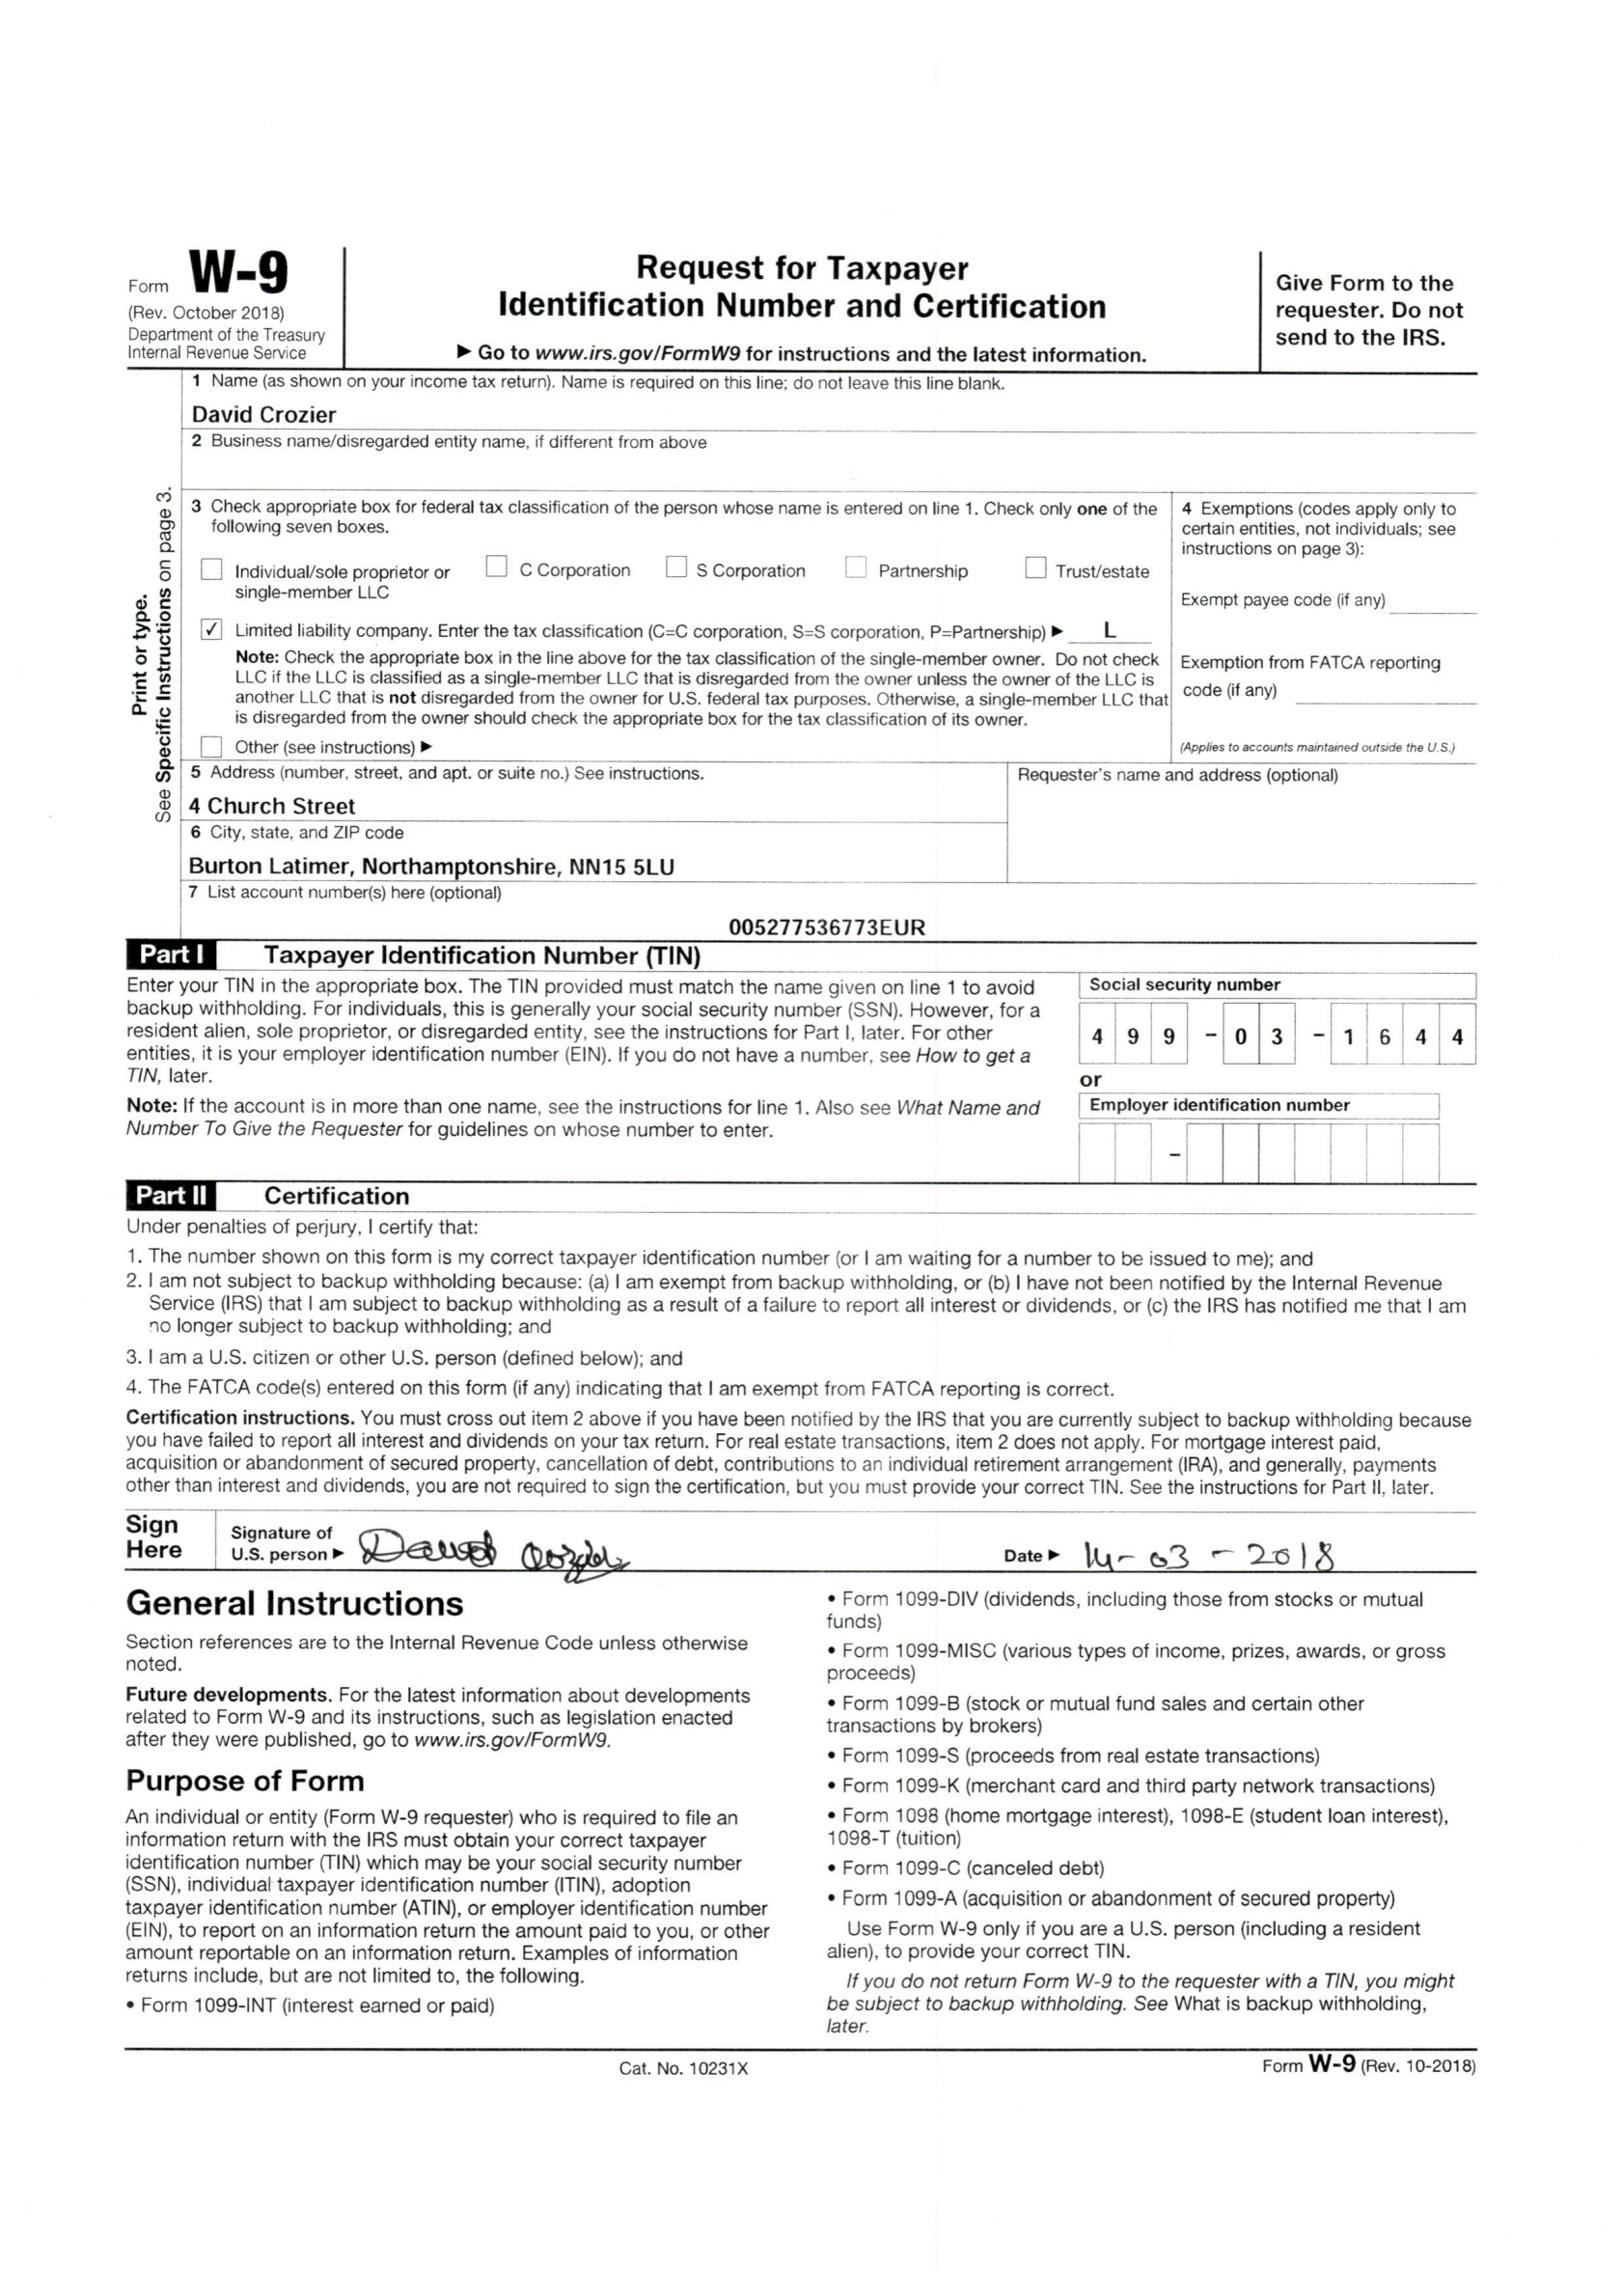 Form W-9
(Rev. October 2018)
Department of the Treasury
Internal Revenue Service
Request for Taxpayer
Identification Number and Certification
▶ Go to www.irs.gov/FormW9 for instructions and the latest information.
Give Form to the
requester. Do not
send to the IRS.
Print or type.
See Specific Instructions on page 3.
1 Name (as shown on your income tax return). Name is required on this line; do not leave this line blank.
David Crozier
2 Business name/disregarded entity name, if different from above
3 Check appropriate box for federal tax classification of the person whose name is entered on line 1. Check only one of the
following seven boxes.
Individual/sole proprietor or
single-member LLC
C Corporation
S Corporation
Partnership
Trust/estate
✓ Limited liability company. Enter the tax classification (C=C corporation, S=S corporation, P=Partnership) ▶ L
Note: Check the appropriate box in the line above for the tax classification of the single-member owner. Do not check
LLC if the LLC is classified as a single-member LLC that is disregarded from the owner unless the owner of the LLC is
another LLC that is not disregarded from the owner for U.S. federal tax purposes. Otherwise, a single-member LLC that
is disregarded from the owner should check the appropriate box for the tax classification of its owner.
Other (see instructions) ▶
4 Exemptions (codes apply only to
certain entities, not individuals; see
instructions on page 3):
Exempt payee code (if any)
Exemption from FATCA reporting
code (if any)
(Applies to accounts maintained outside the U.S.)
5 Address (number, street, and apt. or suite no.) See instructions.
4 Church Street
6 City, state, and ZIP code
Burton Latimer, Northamptonshire, NN15 5LU
Requester's name and address (optional)
7 List account number(s) here (optional)
005277536773EUR
Part I Taxpayer Identification Number (TIN)
Enter your TIN in the appropriate box. The TIN provided must match the name given on line 1 to avoid
backup withholding. For individuals, this is generally your social security number (SSN). However, for a
resident alien, sole proprietor, or disregarded entity, see the instructions for Part I, later. For other
entities, it is your employer identification number (EIN). If you do not have a number, see How to get a
TIN, later.
Note: If the account is in more than one name, see the instructions for line 1. Also see What Name and
Number To Give the Requester for guidelines on whose number to enter.
Social security number
4 9 9 - 0 3 - 1 6 4 4
or
Employer identification number
-
Part II Certification
Under penalties of perjury, I certify that:
1. The number shown on this form is my correct taxpayer identification number (or I am waiting for a number to be issued to me); and
2. I am not subject to backup withholding because: (a) I am exempt from backup withholding, or (b) I have not been notified by the Internal Revenue
Service (IRS) that I am subject to backup withholding as a result of a failure to report all interest or dividends, or (c) the IRS has notified me that I am
no longer subject to backup withholding; and
3. I am a U.S. citizen or other U.S. person (defined below); and
4. The FATCA code(s) entered on this form (if any) indicating that I am exempt from FATCA reporting is correct.
Certification instructions. You must cross out item 2 above if you have been notified by the IRS that you are currently subject to backup withholding because
you have failed to report all interest and dividends on your tax return. For real estate transactions, item 2 does not apply. For mortgage interest paid,
acquisition or abandonment of secured property, cancellation of debt, contributions to an individual retirement arrangement (IRA), and generally, payments
other than interest and dividends, you are not required to sign the certification, but you must provide your correct TIN. See the instructions for Part II, later.
Sign
Here
Signature of
U.S. person ▶ David Crozier
Date ▶ 14-03-2018
General Instructions
Section references are to the Internal Revenue Code unless otherwise
noted.
Future developments. For the latest information about developments
related to Form W-9 and its instructions, such as legislation enacted
after they were published, go to www.irs.gov/FormW9.
Purpose of Form
An individual or entity (Form W-9 requester) who is required to file an
information return with the IRS must obtain your correct taxpayer
identification number (TIN) which may be your social security number
(SSN), individual taxpayer identification number (ITIN), adoption
taxpayer identification number (ATIN), or employer identification number
(EIN), to report on an information return the amount paid to you, or other
amount reportable on an information return. Examples of information
returns include, but are not limited to, the following.
• Form 1099-INT (interest earned or paid)
• Form 1099-DIV (dividends, including those from stocks or mutual
funds)
• Form 1099-MISC (various types of income, prizes, awards, or gross
proceeds)
• Form 1099-B (stock or mutual fund sales and certain other
transactions by brokers)
• Form 1099-S (proceeds from real estate transactions)
• Form 1099-K (merchant card and third party network transactions)
• Form 1098 (home mortgage interest), 1098-E (student loan interest),
1098-T (tuition)
• Form 1099-C (canceled debt)
• Form 1099-A (acquisition or abandonment of secured property)
Use Form W-9 only if you are a U.S. person (including a resident
alien), to provide your correct TIN.
If you do not return Form W-9 to the requester with a TIN, you might
be subject to backup withholding. See What is backup withholding,
later.
Cat. No. 10231X
Form W-9 (Rev. 10-2018)